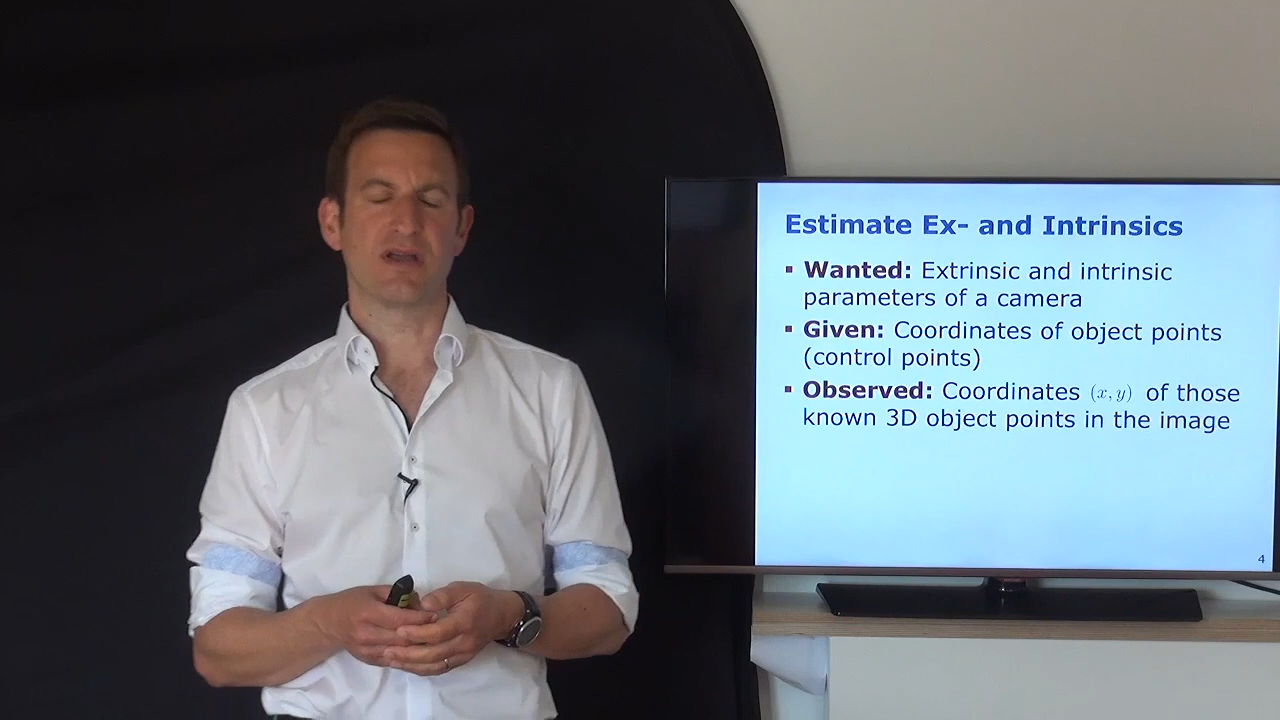 Estimate Ex- and Intrinsics
▪ Wanted: Extrinsic and intrinsic
parameters of a camera
▪ Given: Coordinates of object points
(control points)
▪ Observed: Coordinates (x, y) of those
known 3D object points in the image
4